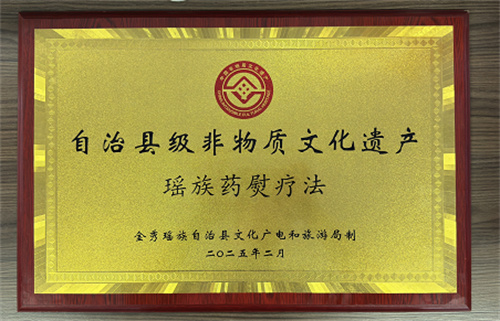 自治县级非物质文化遗产
瑶族药熨疗法
金秀瑶族自治县文化广电和旅游局制
二〇二五年二月